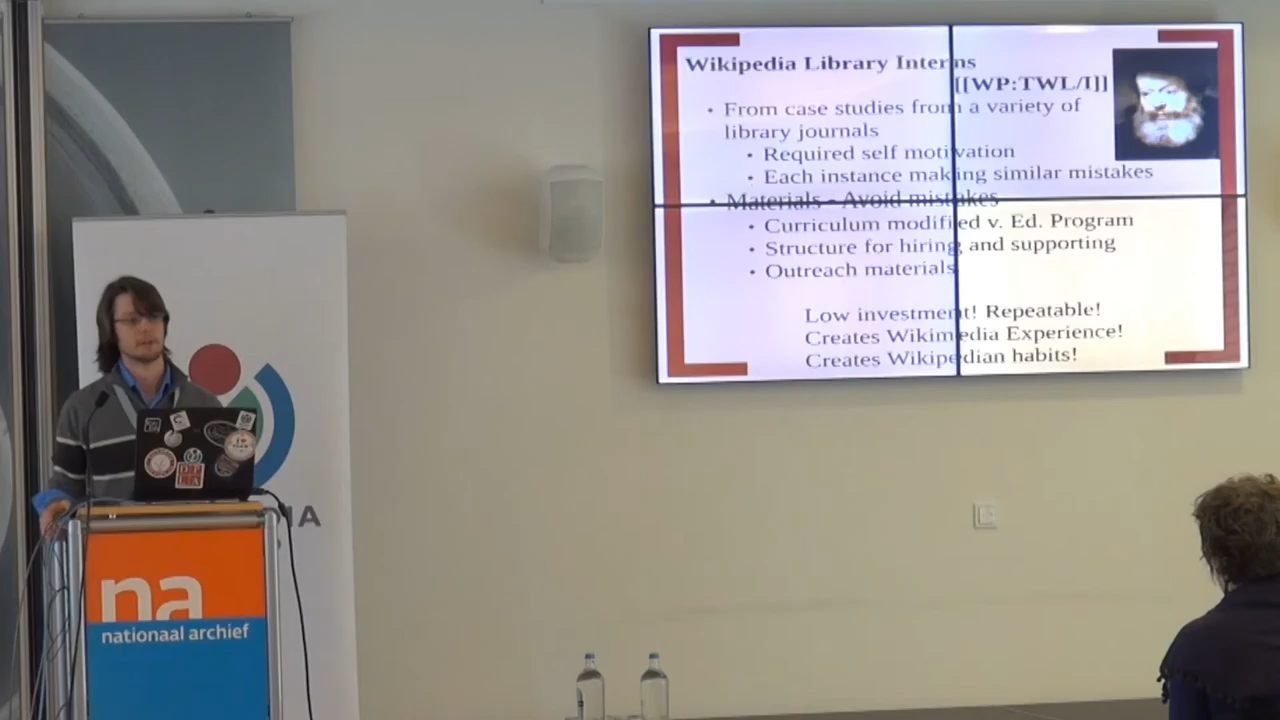 Wikipedia Library Interns
[[WP:TWL/I]]
• From case studies from a variety of
library journals
• Required self motivation
• Each instance making similar mistakes
• Materials - Avoid mistakes
• Curriculum modified v. Ed. Program
• Structure for hiring and supporting
• Outreach materials
Low investment! Repeatable!
Creates Wikimedia Experience!
Creates Wikipedian habits!
IA
na
nationaal archief